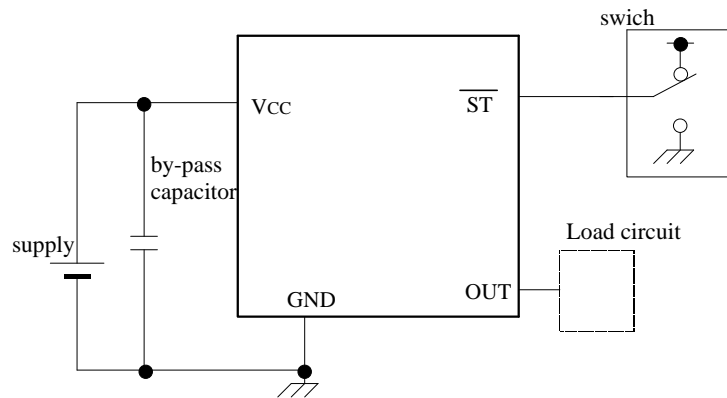 swich
VCC
ST
by-pass
capacitor
supply
Load circuit
GND
OUT